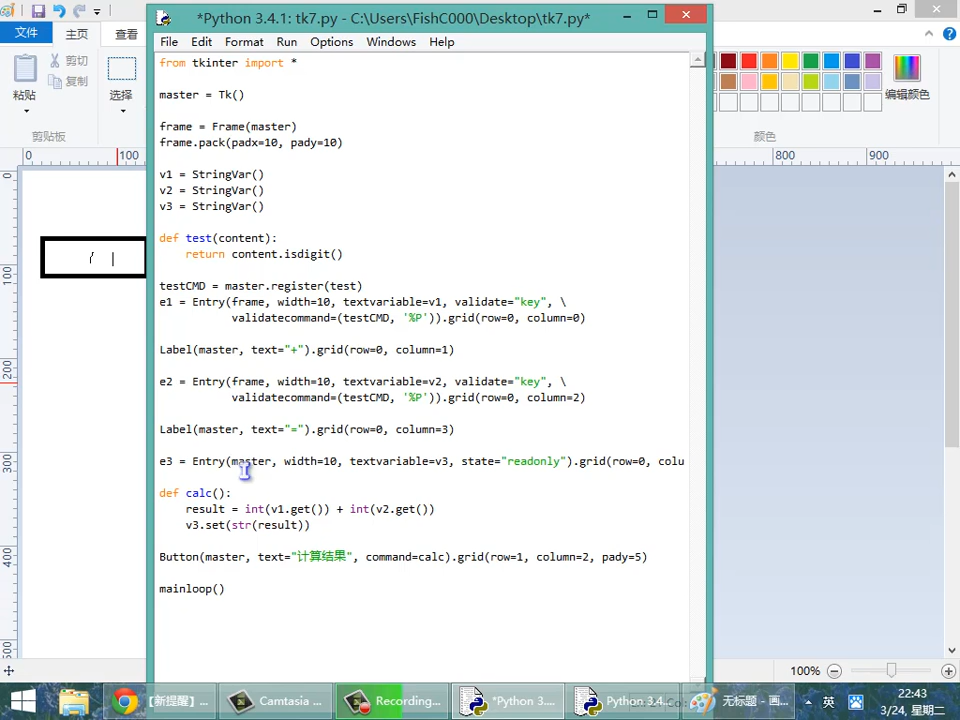 *Python 3.4.1: tk7.py - C:\Users\FishC000\Desktop\tk7.py*
文件
主页
查看
File Edit Format Run Options Windows Help
粘贴
剪切
复制
选择
剪贴板
颜色
编辑颜色
0
100
800
900
0
100
200
300
400
500
from tkinter import *
master = Tk()
frame = Frame(master)
frame.pack(padx=10, pady=10)
v1 = StringVar()
v2 = StringVar()
v3 = StringVar()
def test(content):
return content.isdigit()
testCMD = master.register(test)
e1 = Entry(frame, width=10, textvariable=v1, validate="key", \
validatecommand=(testCMD, '%P')).grid(row=0, column=0)
Label(master, text="+").grid(row=0, column=1)
e2 = Entry(frame, width=10, textvariable=v2, validate="key", \
validatecommand=(testCMD, '%P')).grid(row=0, column=2)
Label(master, text="=").grid(row=0, column=3)
e3 = Entry(master, width=10, textvariable=v3, state="readonly").grid(row=0, colu
def calc():
result = int(v1.get()) + int(v2.get())
v3.set(str(result))
Button(master, text="计算结果", command=calc).grid(row=1, column=2, pady=5)
mainloop()
100%
【新提醒】...
Camtasia ...
Recording...
*Python 3....
Python 3.4...
无标题 - 画...
英
22:43
3/24, 星期二